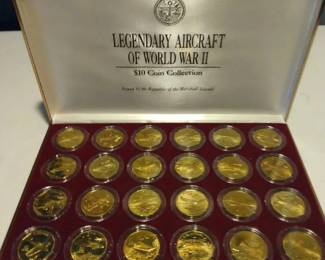 LEGENDARY AIRCRAFT
OF WORLD WAR II
$10 Coin Collection
Issued by the Republic of the Marshall Islands